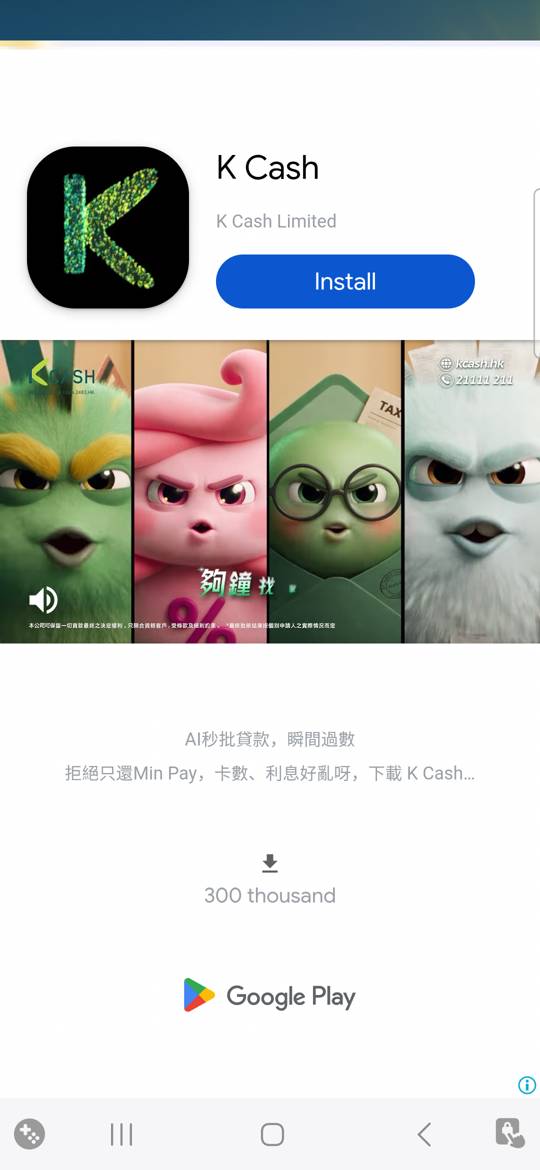 K Cash
K Cash Limited
Install
K CASH
kcash.hk
21111 211
TAX
夠鐘找
%
AI秒批貸款，瞬間過數
拒絕只還Min Pay，卡數、利息好亂呀，下載 K Cash...
300 thousand
Google Play